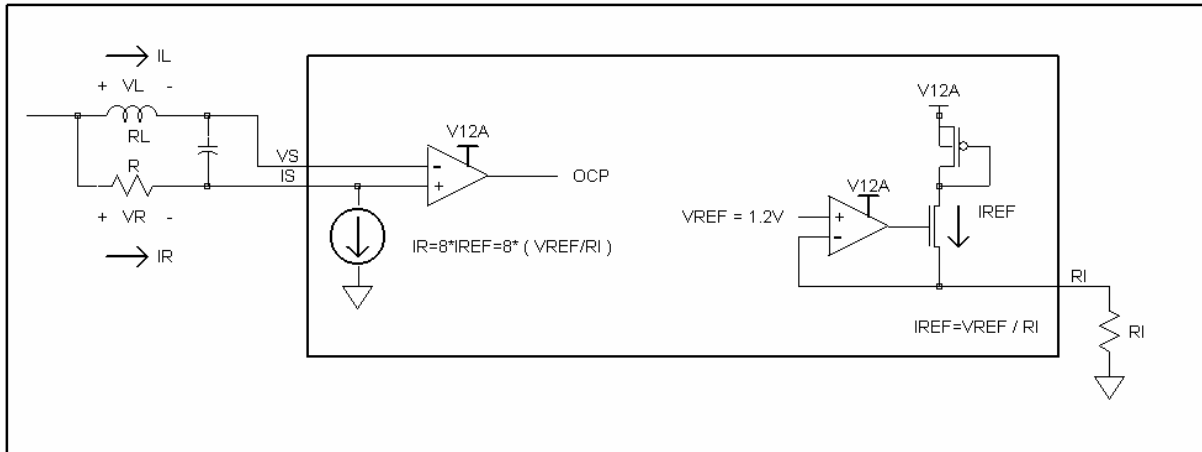 IL
+ VL -
RL
R
+ VR -
IR
VS
IS
V12A
-
+
OCP
IR=8*IREF=8* ( VREF/RI )
V12A
V12A
VREF = 1.2V
+
-
IREF
RI
IREF=VREF / RI
RI